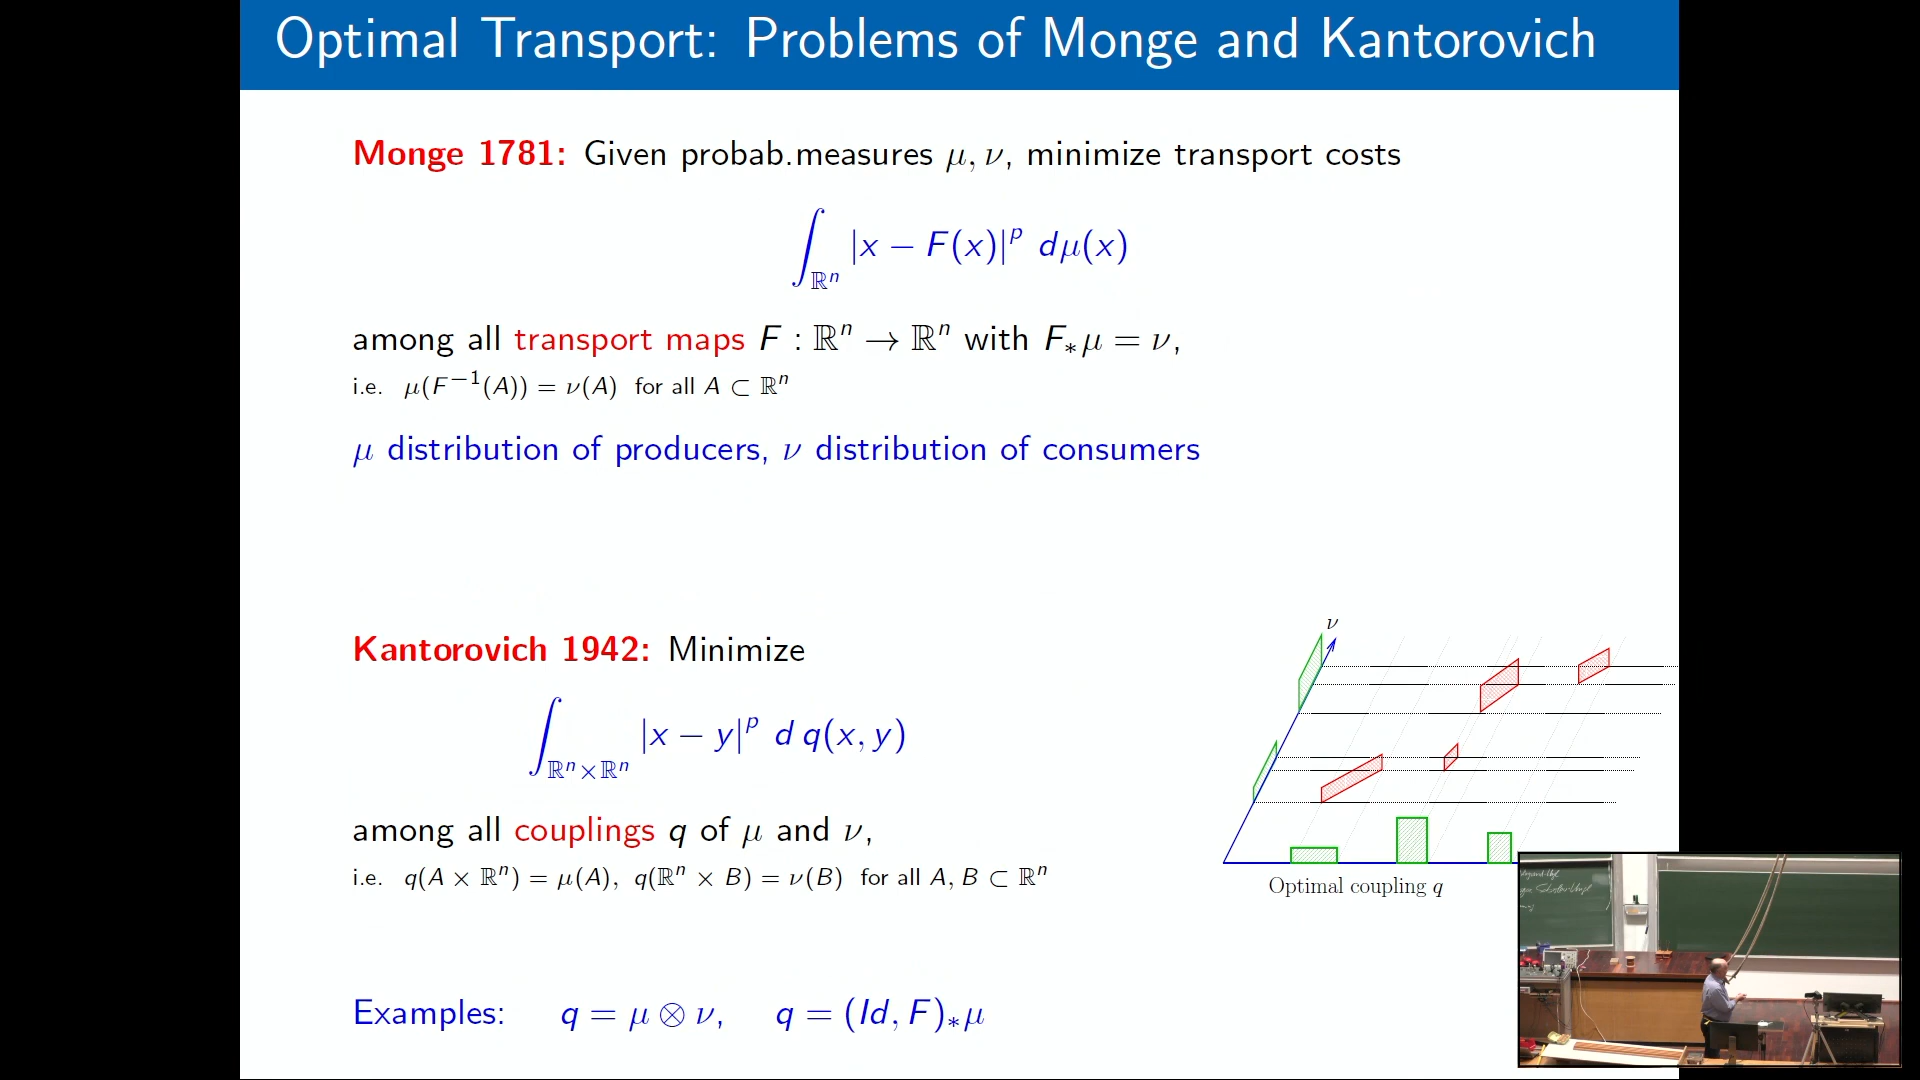 Optimal Transport: Problems of Monge and Kantorovich
Monge 1781: Given probab.measures μ, ν, minimize transport costs
∫_{ℝⁿ} |x − F(x)|^p dμ(x)
among all transport maps F : ℝⁿ → ℝⁿ with F_*μ = ν,
i.e. μ(F⁻¹(A)) = ν(A) for all A ⊂ ℝⁿ
μ distribution of producers, ν distribution of consumers
Kantorovich 1942: Minimize
∫_{ℝⁿ×ℝⁿ} |x − y|^p d q(x, y)
among all couplings q of μ and ν,
i.e. q(A × ℝⁿ) = μ(A), q(ℝⁿ × B) = ν(B) for all A, B ⊂ ℝⁿ
Examples: q = μ ⊗ ν, q = (Id, F)_*μ
ν
Optimal coupling q